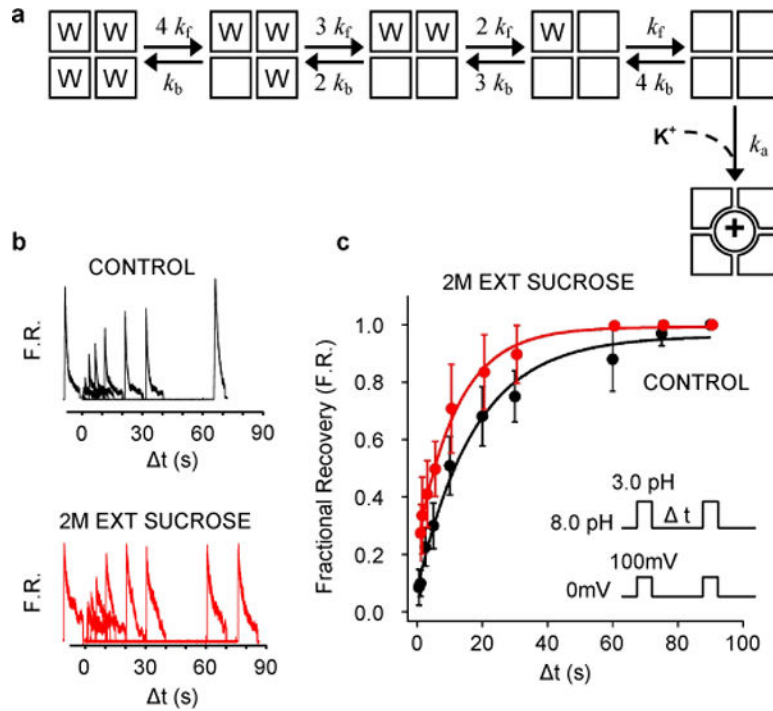 a
W W W W W W W
4 kf 3 kf 2 kf kf
W W W
kb 2 kb 3 kb 4 kb
K+ ka
+
b
CONTROL
F.R.
0 30 60 90
Δt (s)
2M EXT SUCROSE
F.R.
0 30 60 90
Δt (s)
c
2M EXT SUCROSE
Fractional Recovery (F.R.)
1.0
0.8
0.6
0.4
0.2
0.0
CONTROL
3.0 pH
8.0 pH Δ t
100mV
0mV
0 20 40 60 80 100
Δt (s)